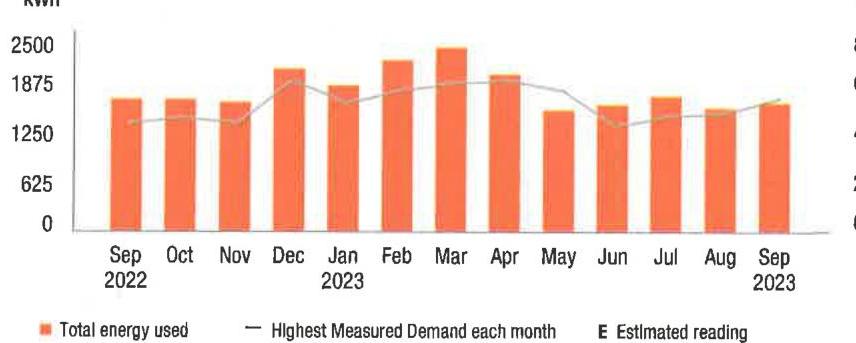 kWh
2500
1875
1250
625
0
Sep Oct Nov Dec Jan Feb Mar Apr May Jun Jul Aug Sep
2022 2023 2023
Total energy used Highest Measured Demand each month E Estimated reading